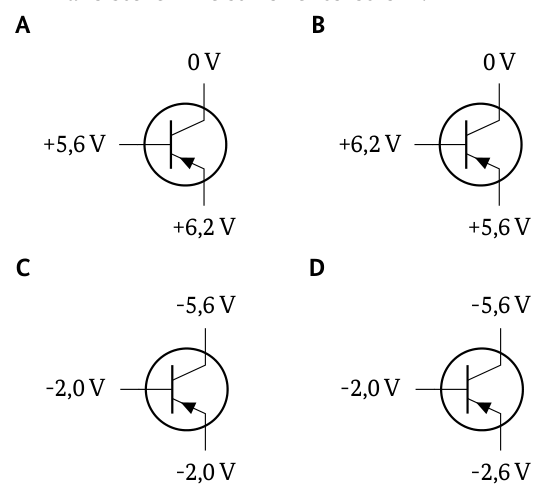 A
B
0 V
0 V
+5,6 V
+6,2 V
+6,2 V
+5,6 V
C
D
-5,6 V
-5,6 V
-2,0 V
-2,0 V
-2,0 V
-2,6 V